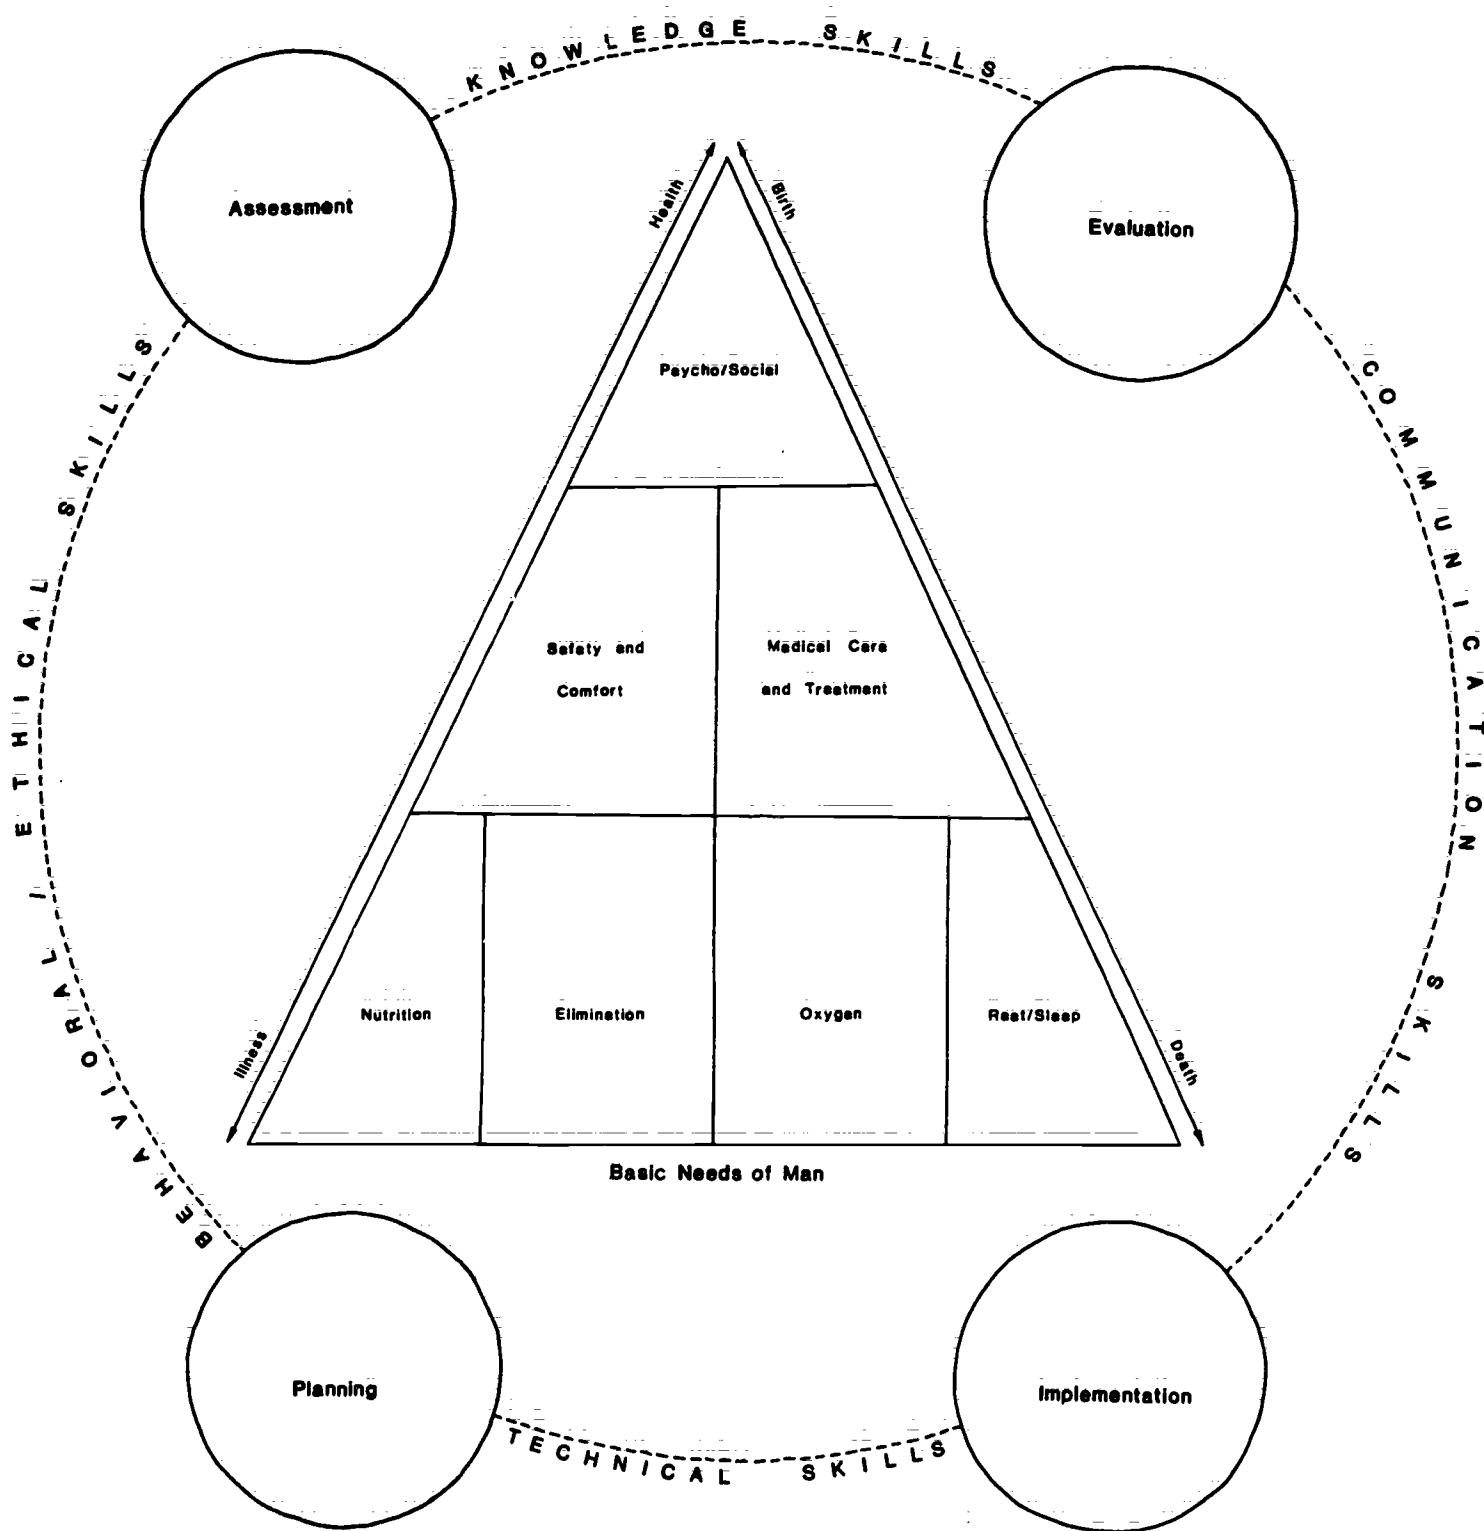 KNOWLEDGE SKILLS
Assessment
Evaluation
Health
Birth
Psycho/Social
BEHAVIORAL / ETHICAL SKILLS
COMMUNICATION SKILLS
Safety and
Comfort
Medical Care
and Treatment
Nutrition
Elimination
Oxygen
Rest/Sleep
Illness
Death
Basic Needs of Man
Planning
Implementation
TECHNICAL SKILLS